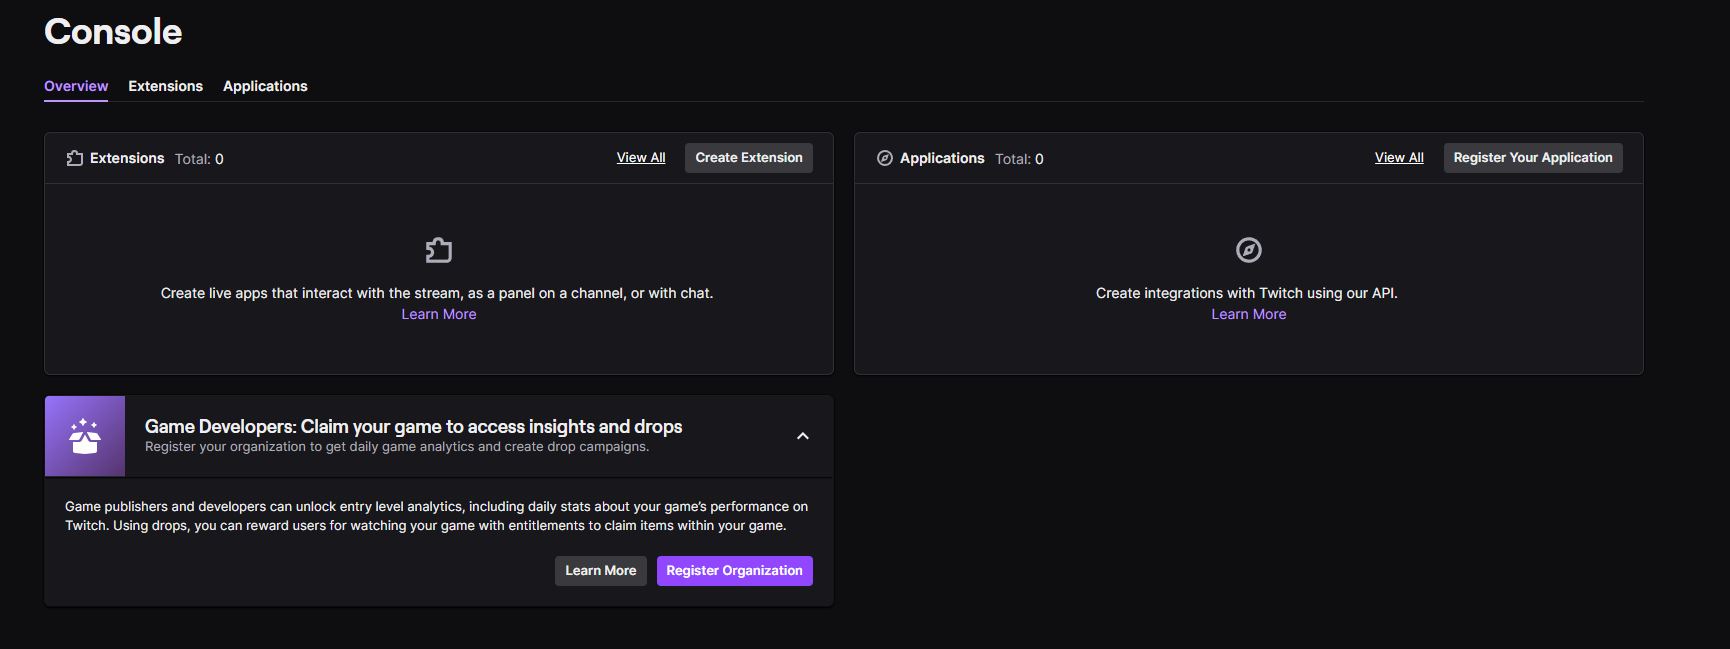 Console
Overview Extensions Applications
Extensions Total: 0 View All Create Extension
Create live apps that interact with the stream, as a panel on a channel, or with chat.
Learn More
Applications Total: 0 View All Register Your Application
Create integrations with Twitch using our API.
Learn More
Game Developers: Claim your game to access insights and drops
Register your organization to get daily game analytics and create drop campaigns.
Game publishers and developers can unlock entry level analytics, including daily stats about your game's performance on
Twitch. Using drops, you can reward users for watching your game with entitlements to claim items within your game.
Learn More Register Organization